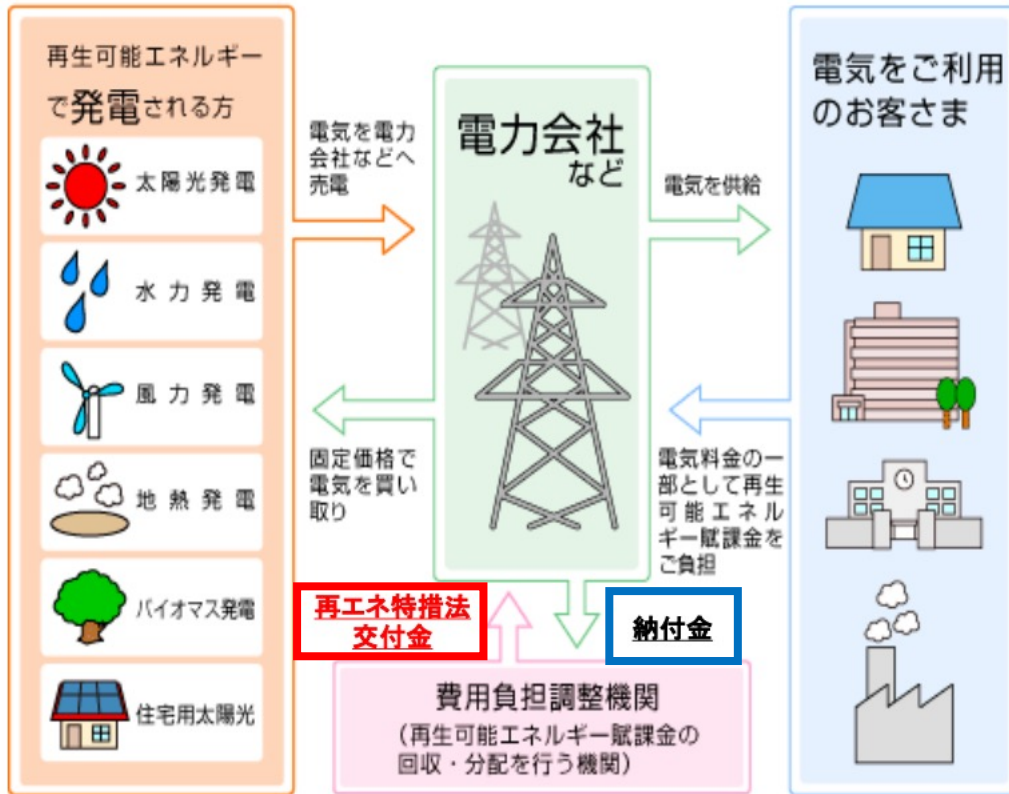 再生可能エネルギー
で発電される方
太陽光発電
水力発電
風力発電
地熱発電
バイオマス発電
住宅用太陽光
電気を電力
会社などへ
売電
固定価格で
電気を買い
取り
電力会社
など
電気を供給
電気料金の一
部として再生
可能エネル
ギー賦課金を
ご負担
電気をご利用
のお客さま
再エネ特措法
交付金
納付金
費用負担調整機関
(再生可能エネルギー賦課金の
回収・分配を行う機関)